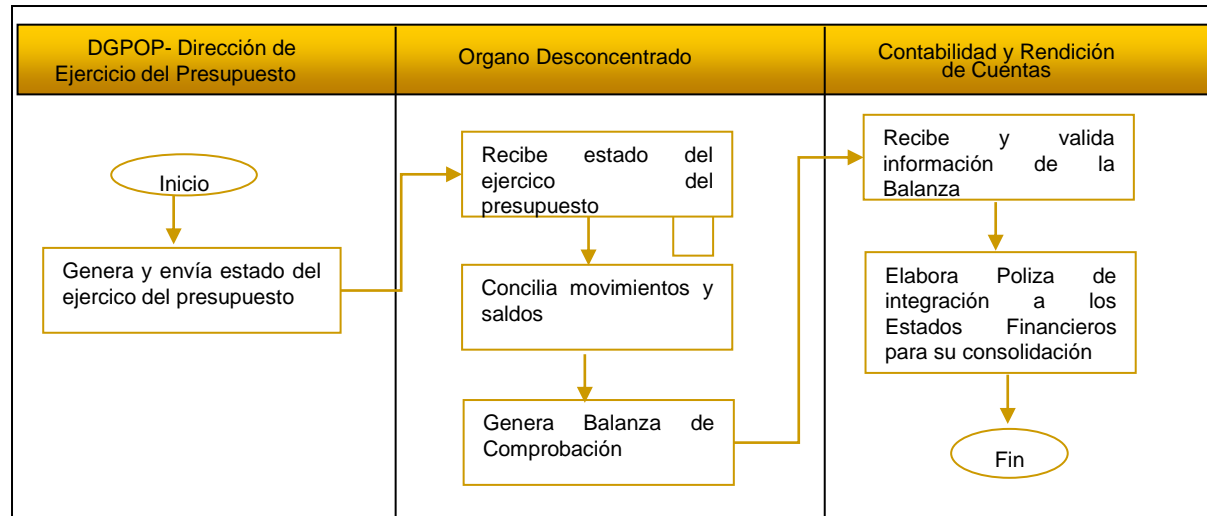 DGPOP- Dirección de
Ejercicio del Presupuesto
Organo Desconcentrado
Contabilidad y Rendición
de Cuentas
Inicio
Genera y envía estado del
ejercico del presupuesto
Recibe estado del
ejercico del
presupuesto
Concilia movimientos y
saldos
Genera Balanza de
Comprobación
Recibe y valida
información de la
Balanza
Elabora Poliza de
integración a los
Estados Financieros
para su consolidación
Fin